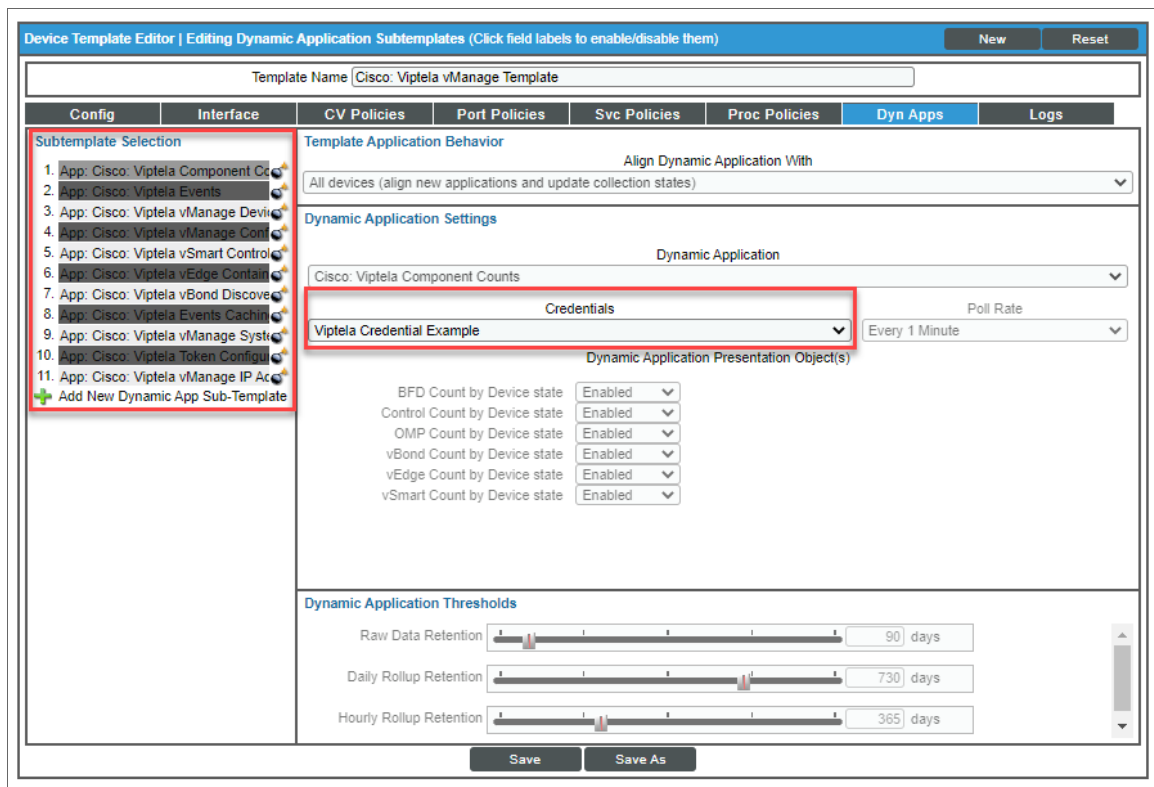 Device Template Editor | Editing Dynamic Application Subtemplates (Click field labels to enable/disable them) New Reset
Template Name Cisco: Viptela vManage Template
Config Interface CV Policies Port Policies Svc Policies Proc Policies Dyn Apps Logs
Subtemplate Selection
1. App: Cisco: Viptela Component Co
2. App: Cisco: Viptela Events
3. App: Cisco: Viptela vManage Devi
4. App: Cisco: Viptela vManage Conf
5. App: Cisco: Viptela vSmart Control
6. App: Cisco: Viptela vEdge Contain
7. App: Cisco: Viptela vBond Discove
8. App: Cisco: Viptela Events Cachin
9. App: Cisco: Viptela vManage Syste
10. App: Cisco: Viptela Token Configu
11. App: Cisco: Viptela vManage IP Ac
Add New Dynamic App Sub-Template
Template Application Behavior
Align Dynamic Application With
All devices (align new applications and update collection states)
Dynamic Application Settings
Dynamic Application
Cisco: Viptela Component Counts
Credentials Poll Rate
Viptela Credential Example Every 1 Minute
Dynamic Application Presentation Object(s)
BFD Count by Device state Enabled
Control Count by Device state Enabled
OMP Count by Device state Enabled
vBond Count by Device state Enabled
vEdge Count by Device state Enabled
vSmart Count by Device state Enabled
Dynamic Application Thresholds
Raw Data Retention 90 days
Daily Rollup Retention 730 days
Hourly Rollup Retention 365 days
Save Save As